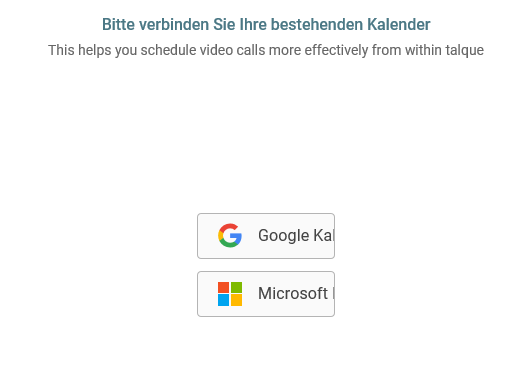 Bitte verbinden Sie Ihre bestehenden Kalender
This helps you schedule video calls more effectively from within talque
Google Kal
Microsoft